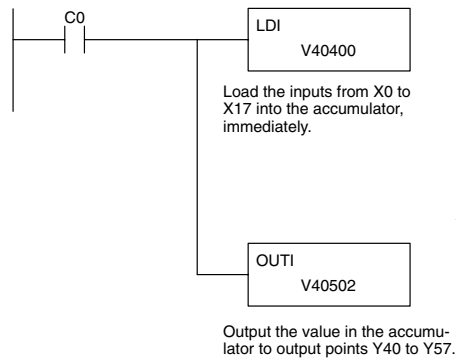 C0
LDI
V40400
Load the inputs from X0 to
X17 into the accumulator,
immediately.
OUTI
V40502
Output the value in the accumu-
lator to output points Y40 to Y57.